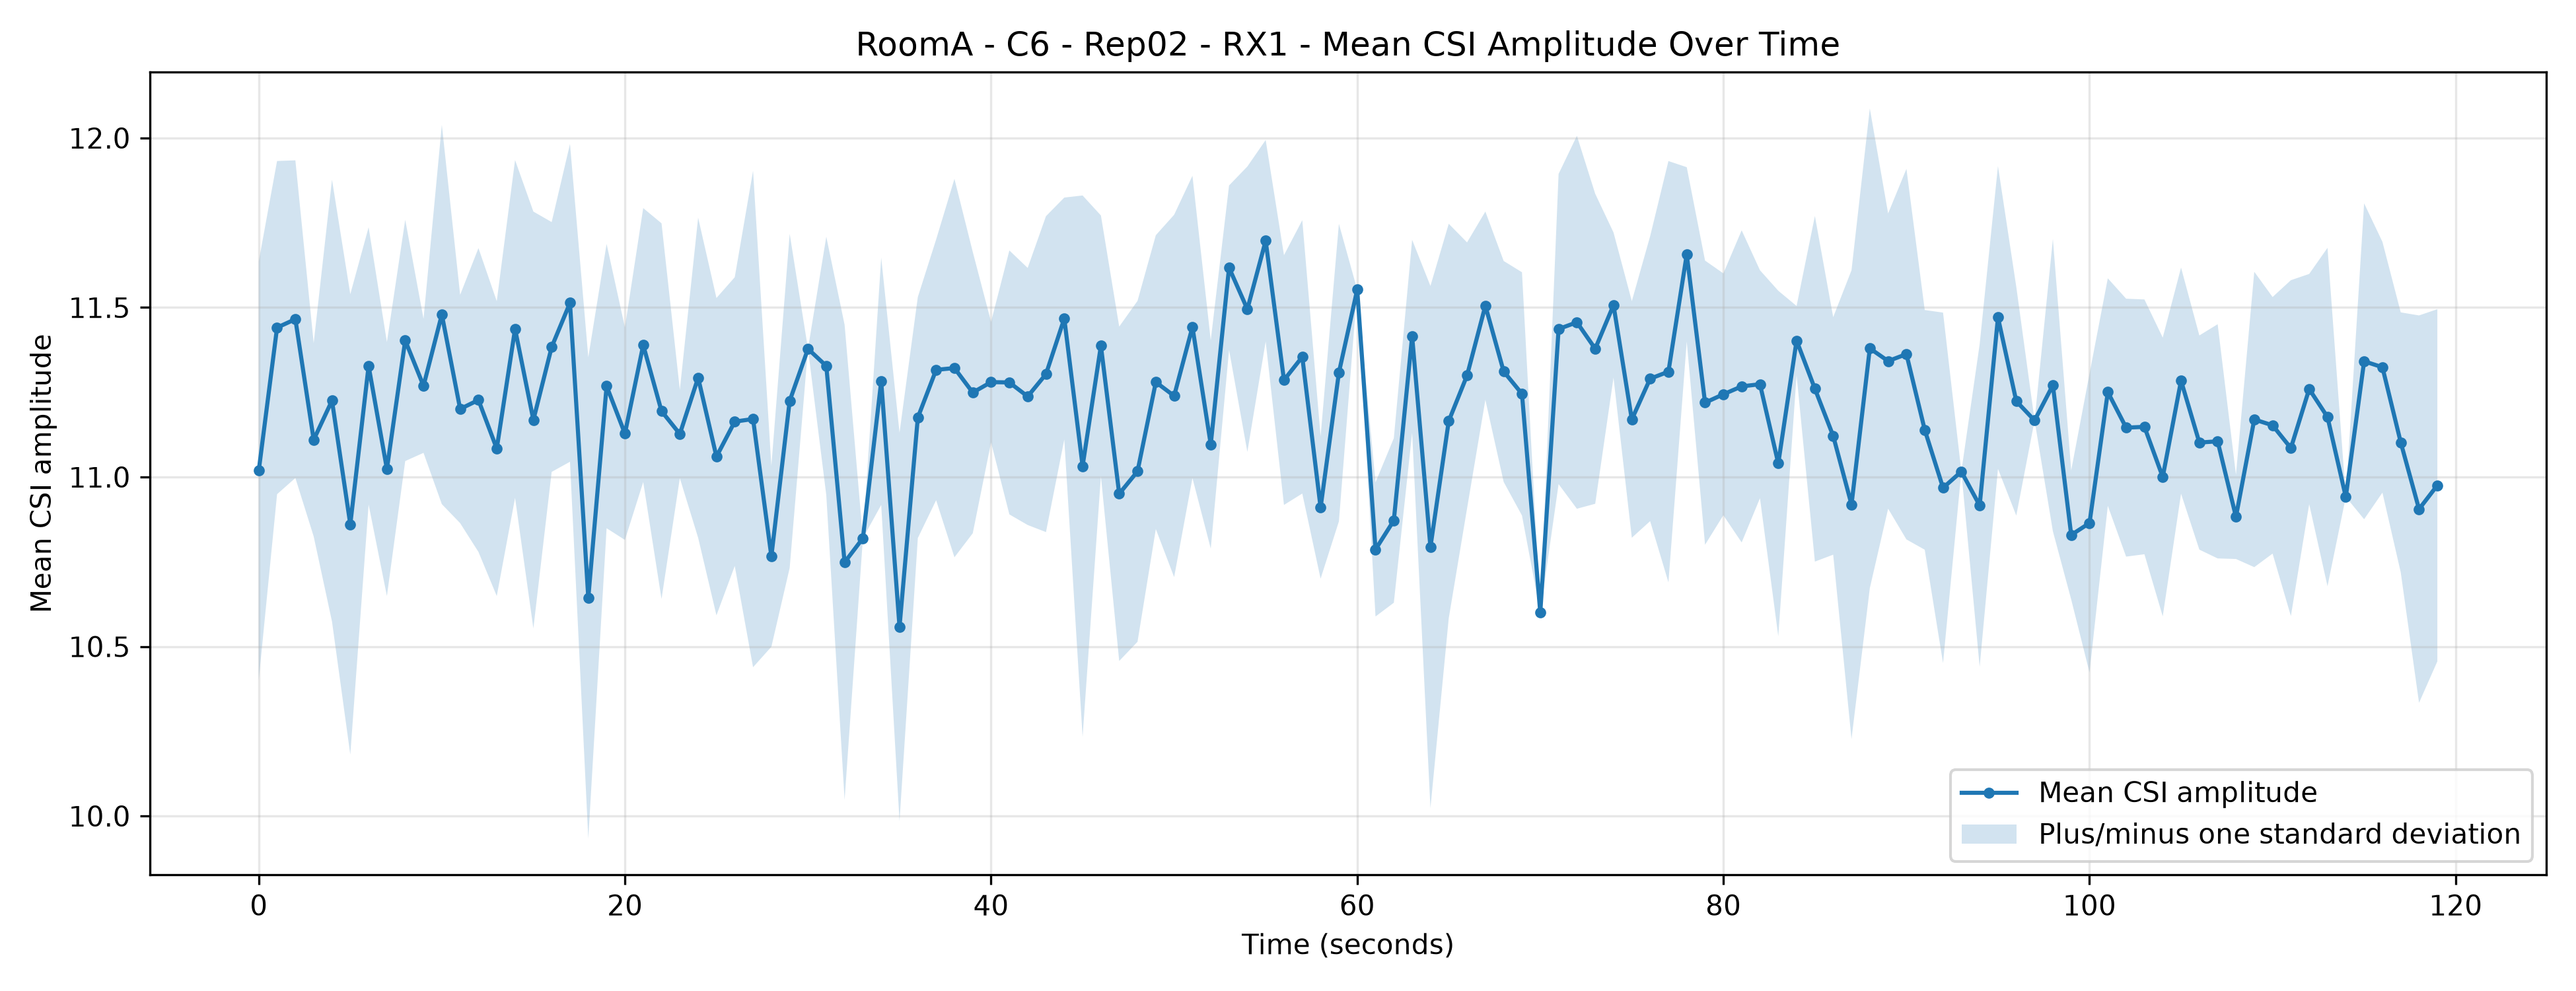 RoomA - C6 - Rep02 - RX1 - Mean CSI Amplitude Over Time
Mean CSI amplitude
12.0
11.5
11.0
10.5
10.0
0
20
40
60
80
100
120
Time (seconds)
Mean CSI amplitude
Plus/minus one standard deviation